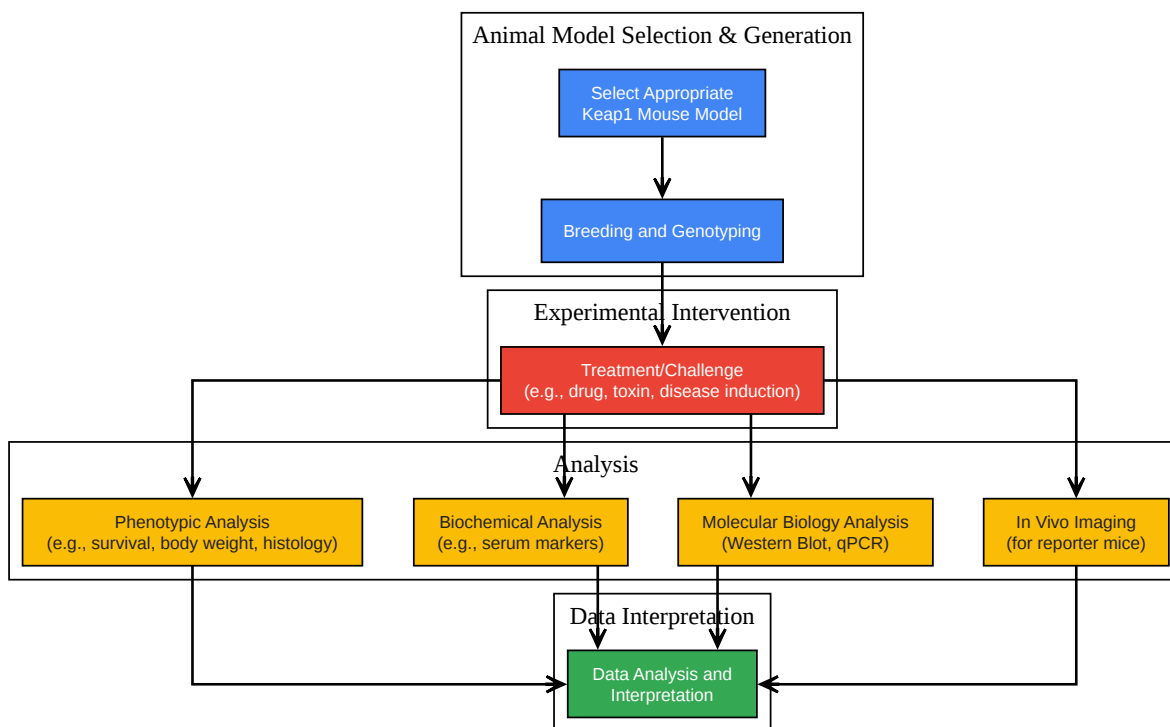 Animal Model Selection & Generation
Select Appropriate
Keap1 Mouse Model
Breeding and Genotyping
Experimental Intervention
Treatment/Challenge
(e.g., drug, toxin, disease induction)
Analysis
Phenotypic Analysis
(e.g., survival, body weight, histology)
Biochemical Analysis
(e.g., serum markers)
Molecular Biology Analysis
(Western Blot, qPCR)
In Vivo Imaging
(for reporter mice)
Data Interpretation
Data Analysis and
Interpretation